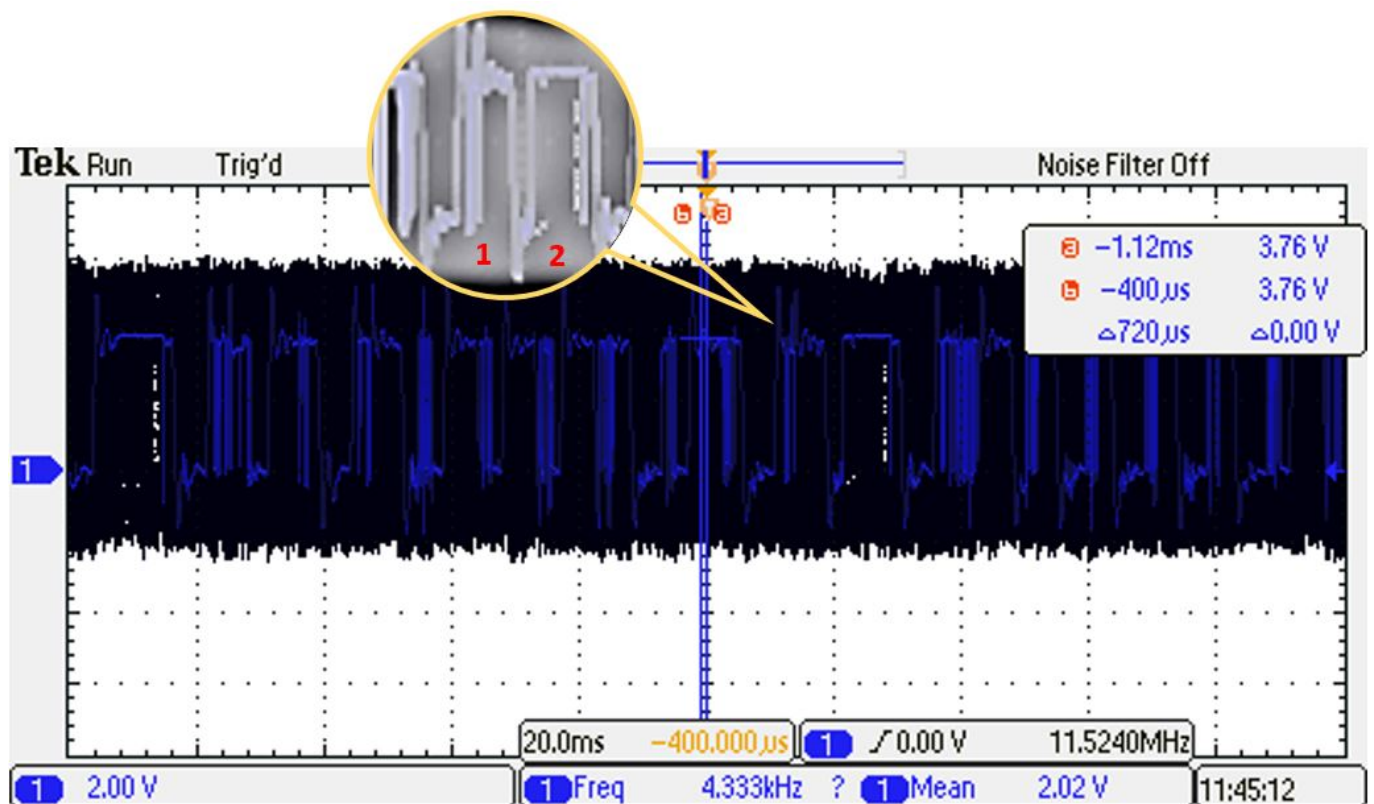 1 2
Tek Run Trig'd Noise Filter Off
b a
a −1.12ms 3.76 V
b −400μs 3.76 V
△720μs △0.00 V
1
20.0ms −400.000μs 1 0.00 V 11.5240MHz
1 2.00 V 1 Freq 4.333kHz ? 1 Mean 2.02 V 11:45:12